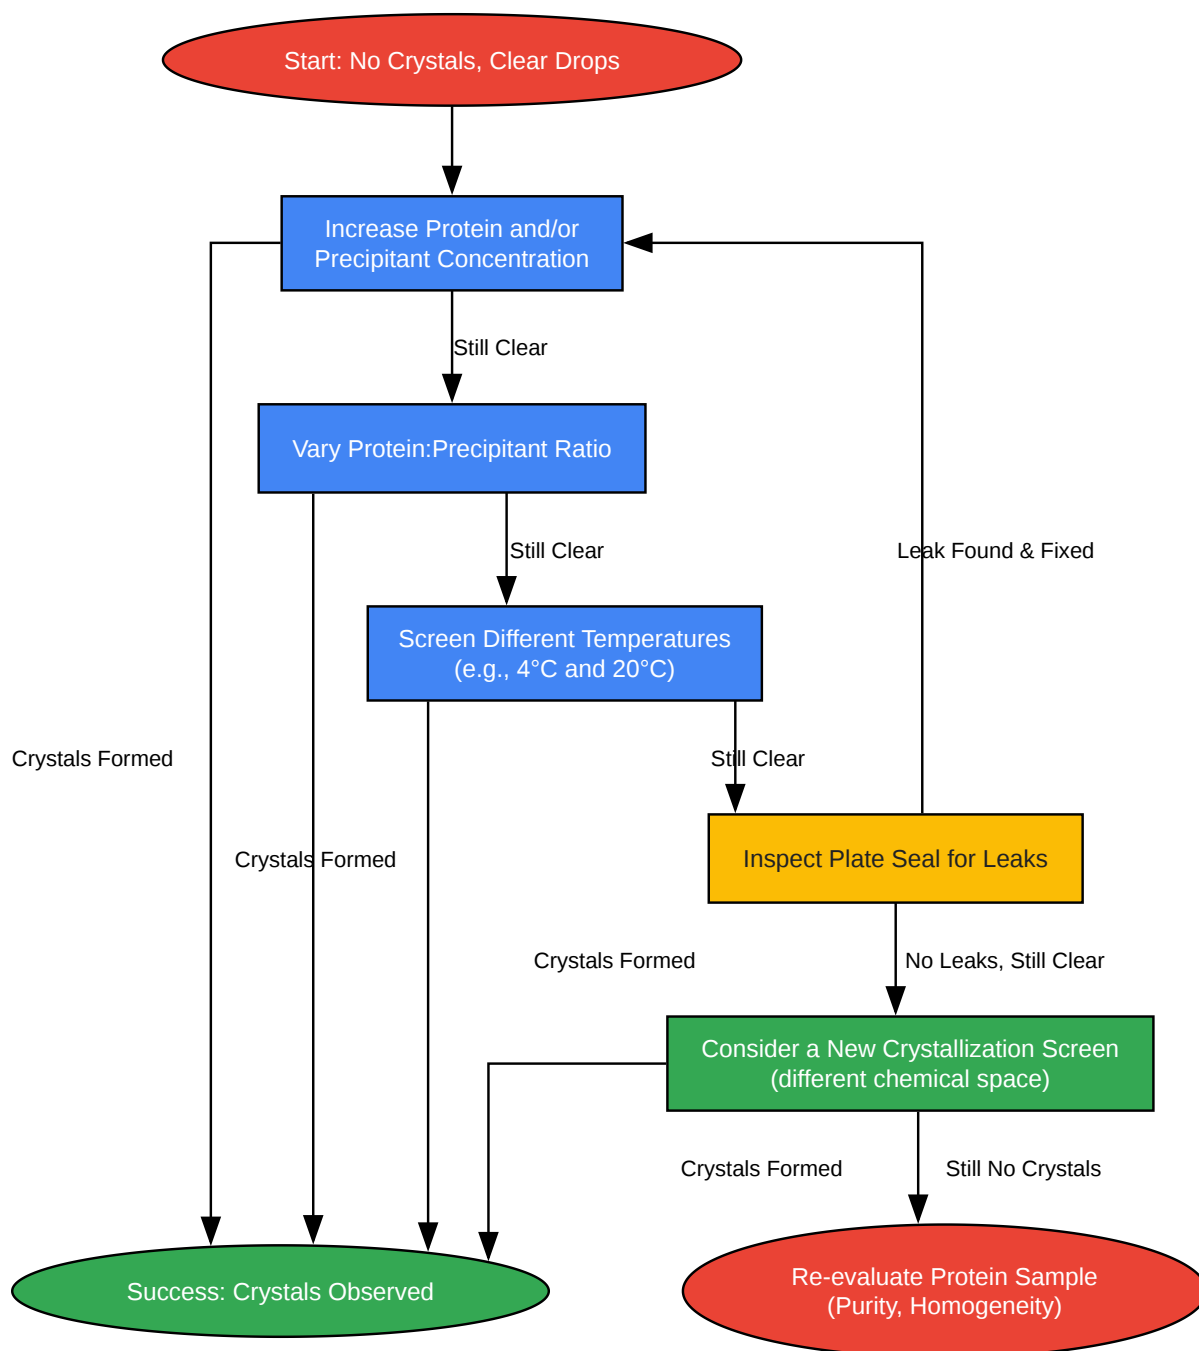 Start: No Crystals, Clear Drops
Increase Protein and/or
Precipitant Concentration
Still Clear
Vary Protein:Precipitant Ratio
Still Clear
Leak Found & Fixed
Screen Different Temperatures
(e.g., 4°C and 20°C)
Crystals Formed
Still Clear
Crystals Formed
Inspect Plate Seal for Leaks
Crystals Formed
No Leaks, Still Clear
Consider a New Crystallization Screen
(different chemical space)
Crystals Formed
Still No Crystals
Success: Crystals Observed
Re-evaluate Protein Sample
(Purity, Homogeneity)